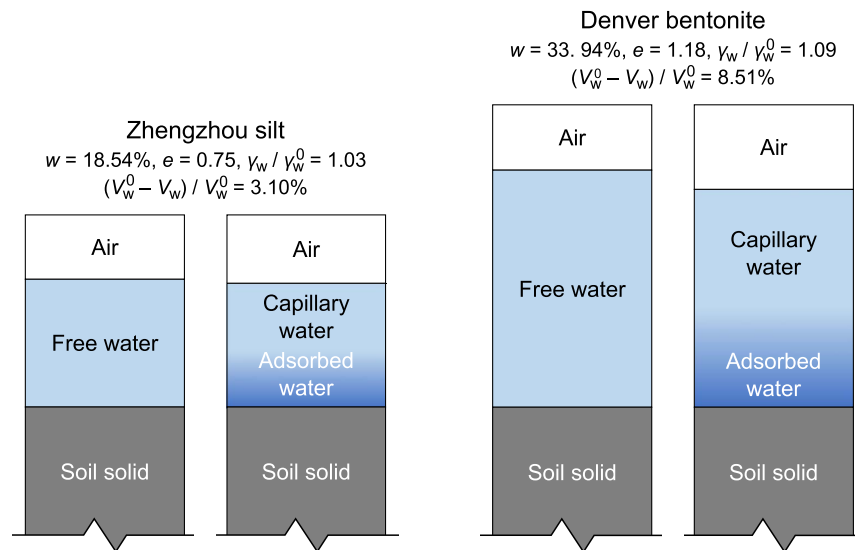 Zhengzhou silt
w = 18.54%, e = 0.75, γw / γw⁰ = 1.03
(Vw⁰ – Vw) / Vw⁰ = 3.10%
Air
Free water
Soil solid
Air
Capillary
water
Adsorbed
water
Soil solid
Denver bentonite
w = 33. 94%, e = 1.18, γw / γw⁰ = 1.09
(Vw⁰ – Vw) / Vw⁰ = 8.51%
Air
Free water
Soil solid
Air
Capillary
water
Adsorbed
water
Soil solid